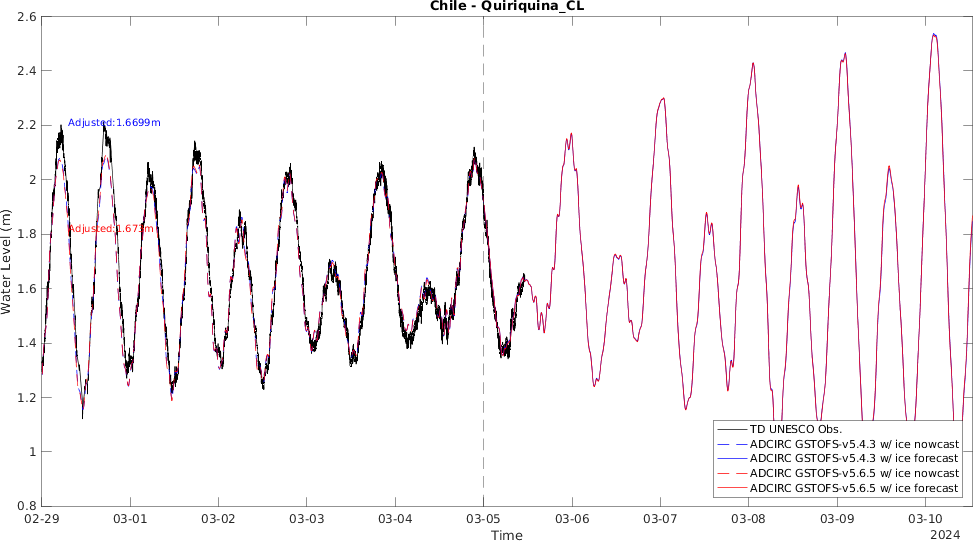 Chile - Quiriquina_CL
2.6
2.4
2.2
2
1.8
1.6
1.4
1.2
1
0.8
Water Level (m)
Adjusted:1.6699m
Adjusted:1.673m
TD UNESCO Obs.
ADCIRC GSTOFS-v5.4.3 w/ ice nowcast
ADCIRC GSTOFS-v5.4.3 w/ ice forecast
ADCIRC GSTOFS-v5.6.5 w/ ice nowcast
ADCIRC GSTOFS-v5.6.5 w/ ice forecast
02-29 03-01 03-02 03-03 03-04 03-05 03-06 03-07 03-08 03-09 03-10
Time
2024